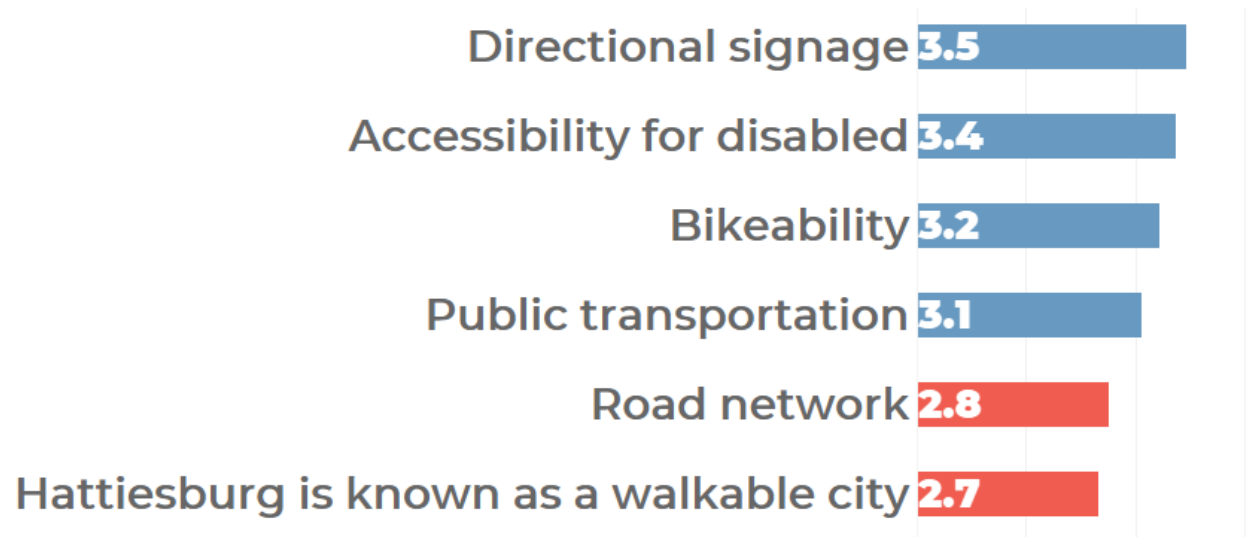 Directional signage 3.5
Accessibility for disabled 3.4
Bikeability 3.2
Public transportation 3.1
Road network 2.8
Hattiesburg is known as a walkable city 2.7